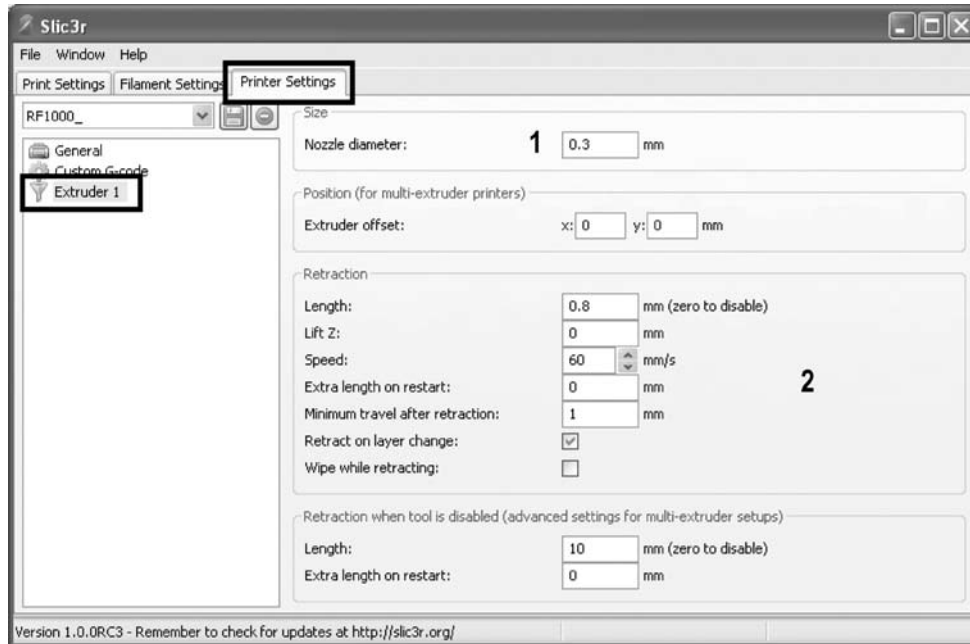 Slic3r
File Window Help
Print Settings Filament Settings Printer Settings
RF1000_
General
Custom G-code
Extruder 1
Size
Nozzle diameter: 1 0.3 mm
Position (for multi-extruder printers)
Extruder offset: x: 0 y: 0 mm
Retraction
Length: 0.8 mm (zero to disable)
Lift Z: 0 mm
Speed: 60 mm/s
2
Extra length on restart: 0 mm
Minimum travel after retraction: 1 mm
Retract on layer change:
Wipe while retracting:
Retraction when tool is disabled (advanced settings for multi-extruder setups)
Length: 10 mm (zero to disable)
Extra length on restart: 0 mm
Version 1.0.0RC3 - Remember to check for updates at http://slic3r.org/